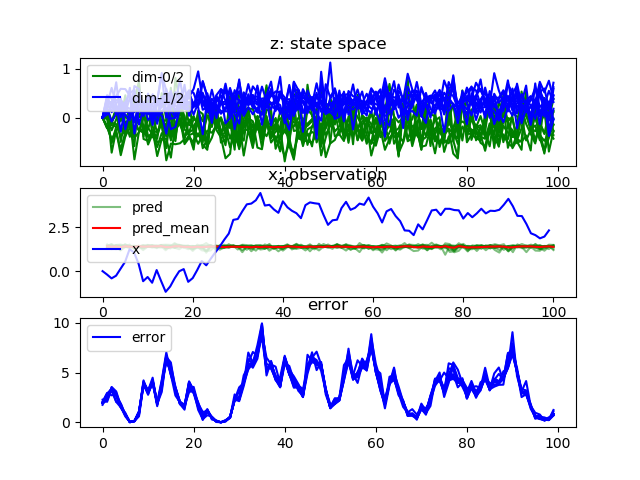 z: state space
1
0
dim-0/2
dim-1/2
0 20 40 60 80 100
x: observation
2.5
0.0
pred
pred_mean
x
0 20 40 60 80 100
error
10
5
0
error
0 20 40 60 80 100